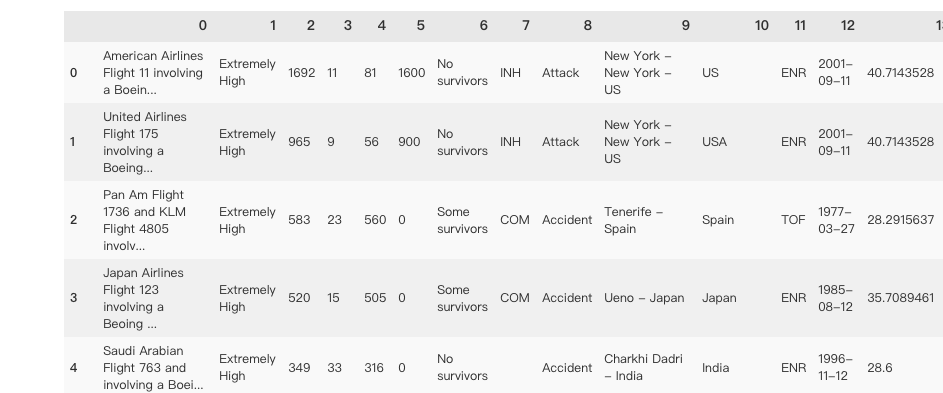 0 1 2 3 4 5 6 7 8 9 10 11 12
0 American Airlines Flight 11 involving a Boein... Extremely High 1692 11 81 1600 No survivors INH Attack New York – New York – US US ENR 2001–09–11 40.7143528
1 United Airlines Flight 175 involving a Boeing... Extremely High 965 9 56 900 No survivors INH Attack New York – New York – US USA ENR 2001–09–11 40.7143528
2 Pan Am Flight 1736 and KLM Flight 4805 involv... Extremely High 583 23 560 0 Some survivors COM Accident Tenerife – Spain Spain TOF 1977–03–27 28.2915637
3 Japan Airlines Flight 123 involving a Beoing ... Extremely High 520 15 505 0 Some survivors COM Accident Ueno – Japan Japan ENR 1985–08–12 35.7089461
4 Saudi Arabian Flight 763 and involving a Boei... Extremely High 349 33 316 0 No survivors Accident Charkhi Dadri – India India ENR 1996–11–12 28.6